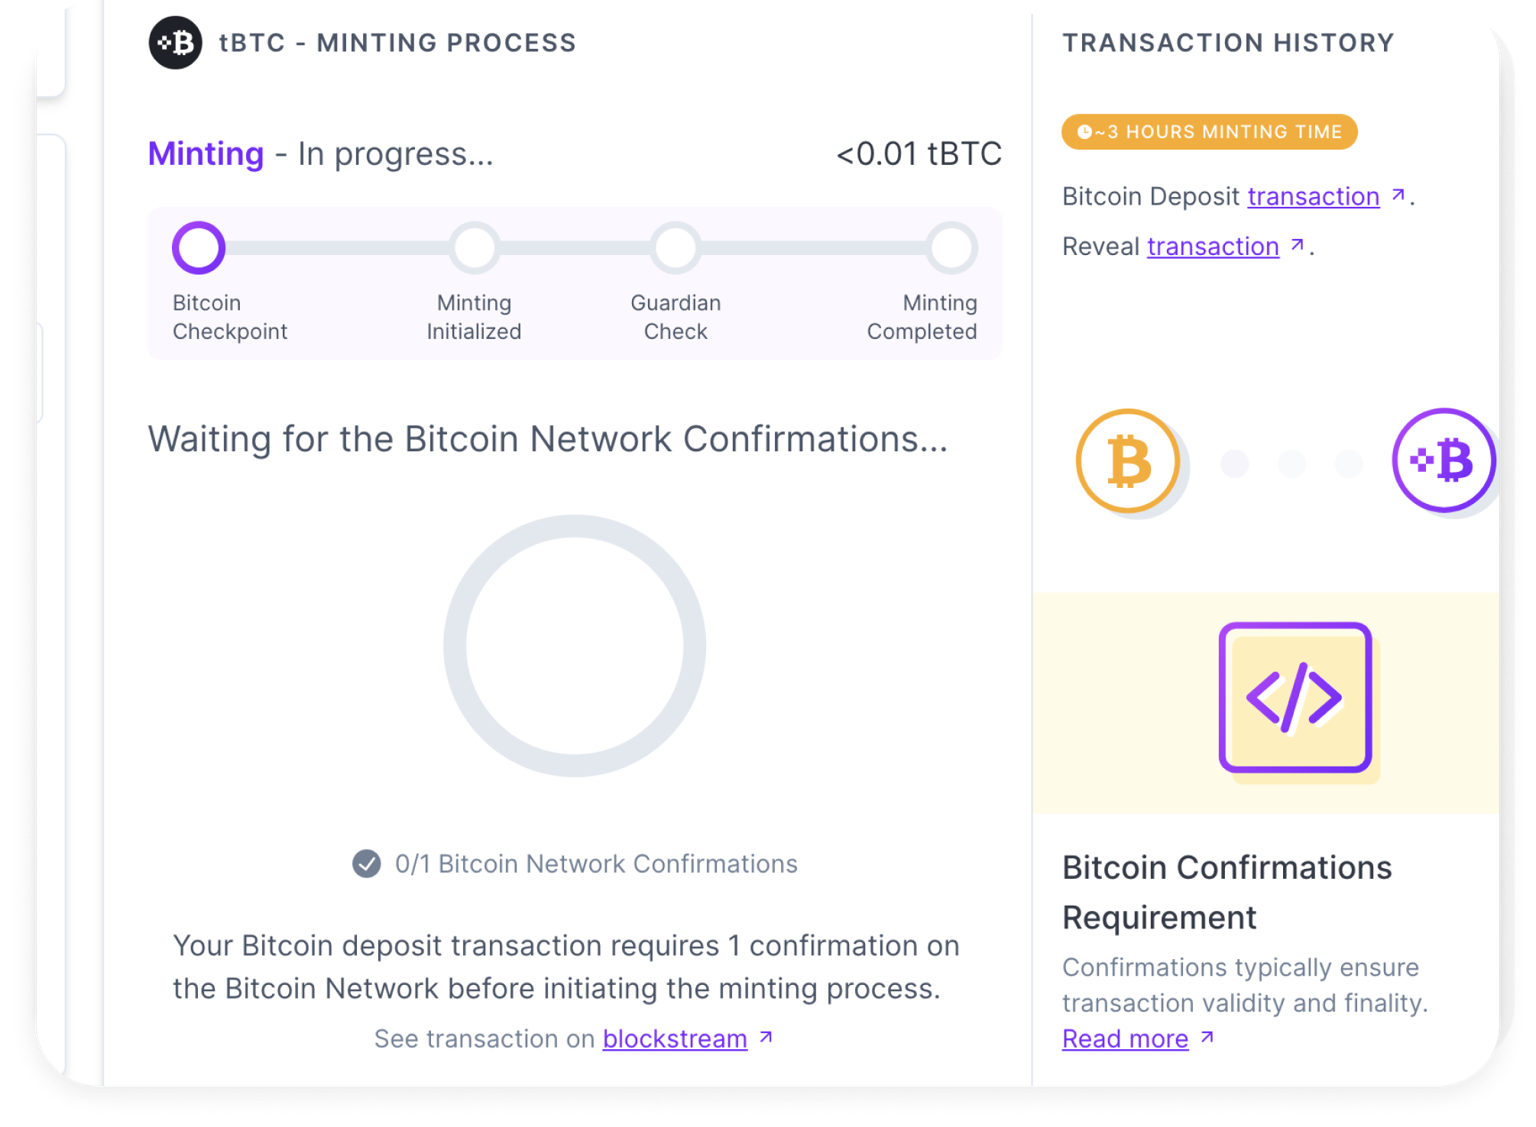 tBTC - MINTING PROCESS
Minting - In progress...
<0.01 tBTC
Bitcoin
Checkpoint
Minting
Initialized
Guardian
Check
Minting
Completed
Waiting for the Bitcoin Network Confirmations...
0/1 Bitcoin Network Confirmations
Your Bitcoin deposit transaction requires 1 confirmation on
the Bitcoin Network before initiating the minting process.
See transaction on blockstream ↗
TRANSACTION HISTORY
~3 HOURS MINTING TIME
Bitcoin Deposit transaction ↗.
Reveal transaction ↗.
</>
Bitcoin Confirmations
Requirement
Confirmations typically ensure
transaction validity and finality.
Read more ↗